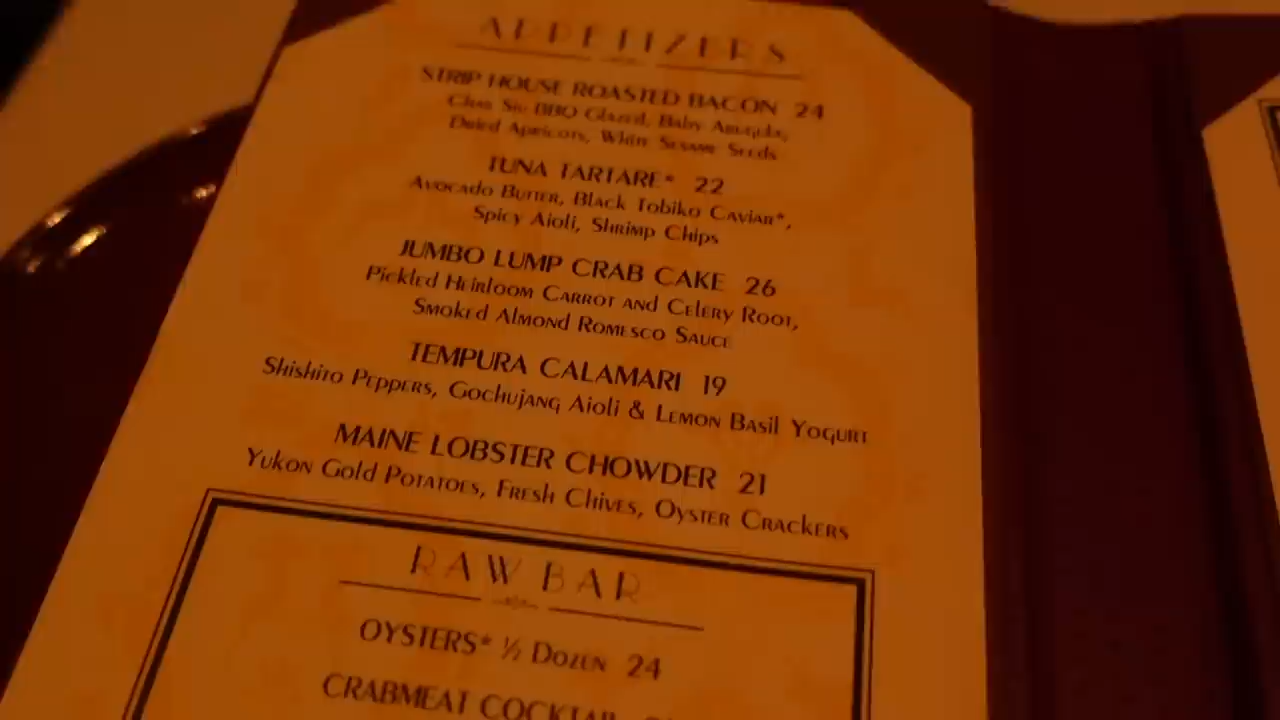 APPETIZERS
STRIP HOUSE ROASTED BACON 24
Char Siu BBQ Glazed, Baby Arugula,
Dried Apricots, White Sesame Seeds
TUNA TARTARE* 22
Avocado Butter, Black Tobiko Caviar*,
Spicy Aioli, Shrimp Chips
JUMBO LUMP CRAB CAKE 26
Pickled Heirloom Carrot and Celery Root,
Smoked Almond Romesco Sauce
TEMPURA CALAMARI 19
Shishito Peppers, Gochujang Aioli & Lemon Basil Yogurt
MAINE LOBSTER CHOWDER 21
Yukon Gold Potatoes, Fresh Chives, Oyster Crackers
RAW BAR
OYSTERS* ½ Dozen 24
CRABMEAT COCKTAIL